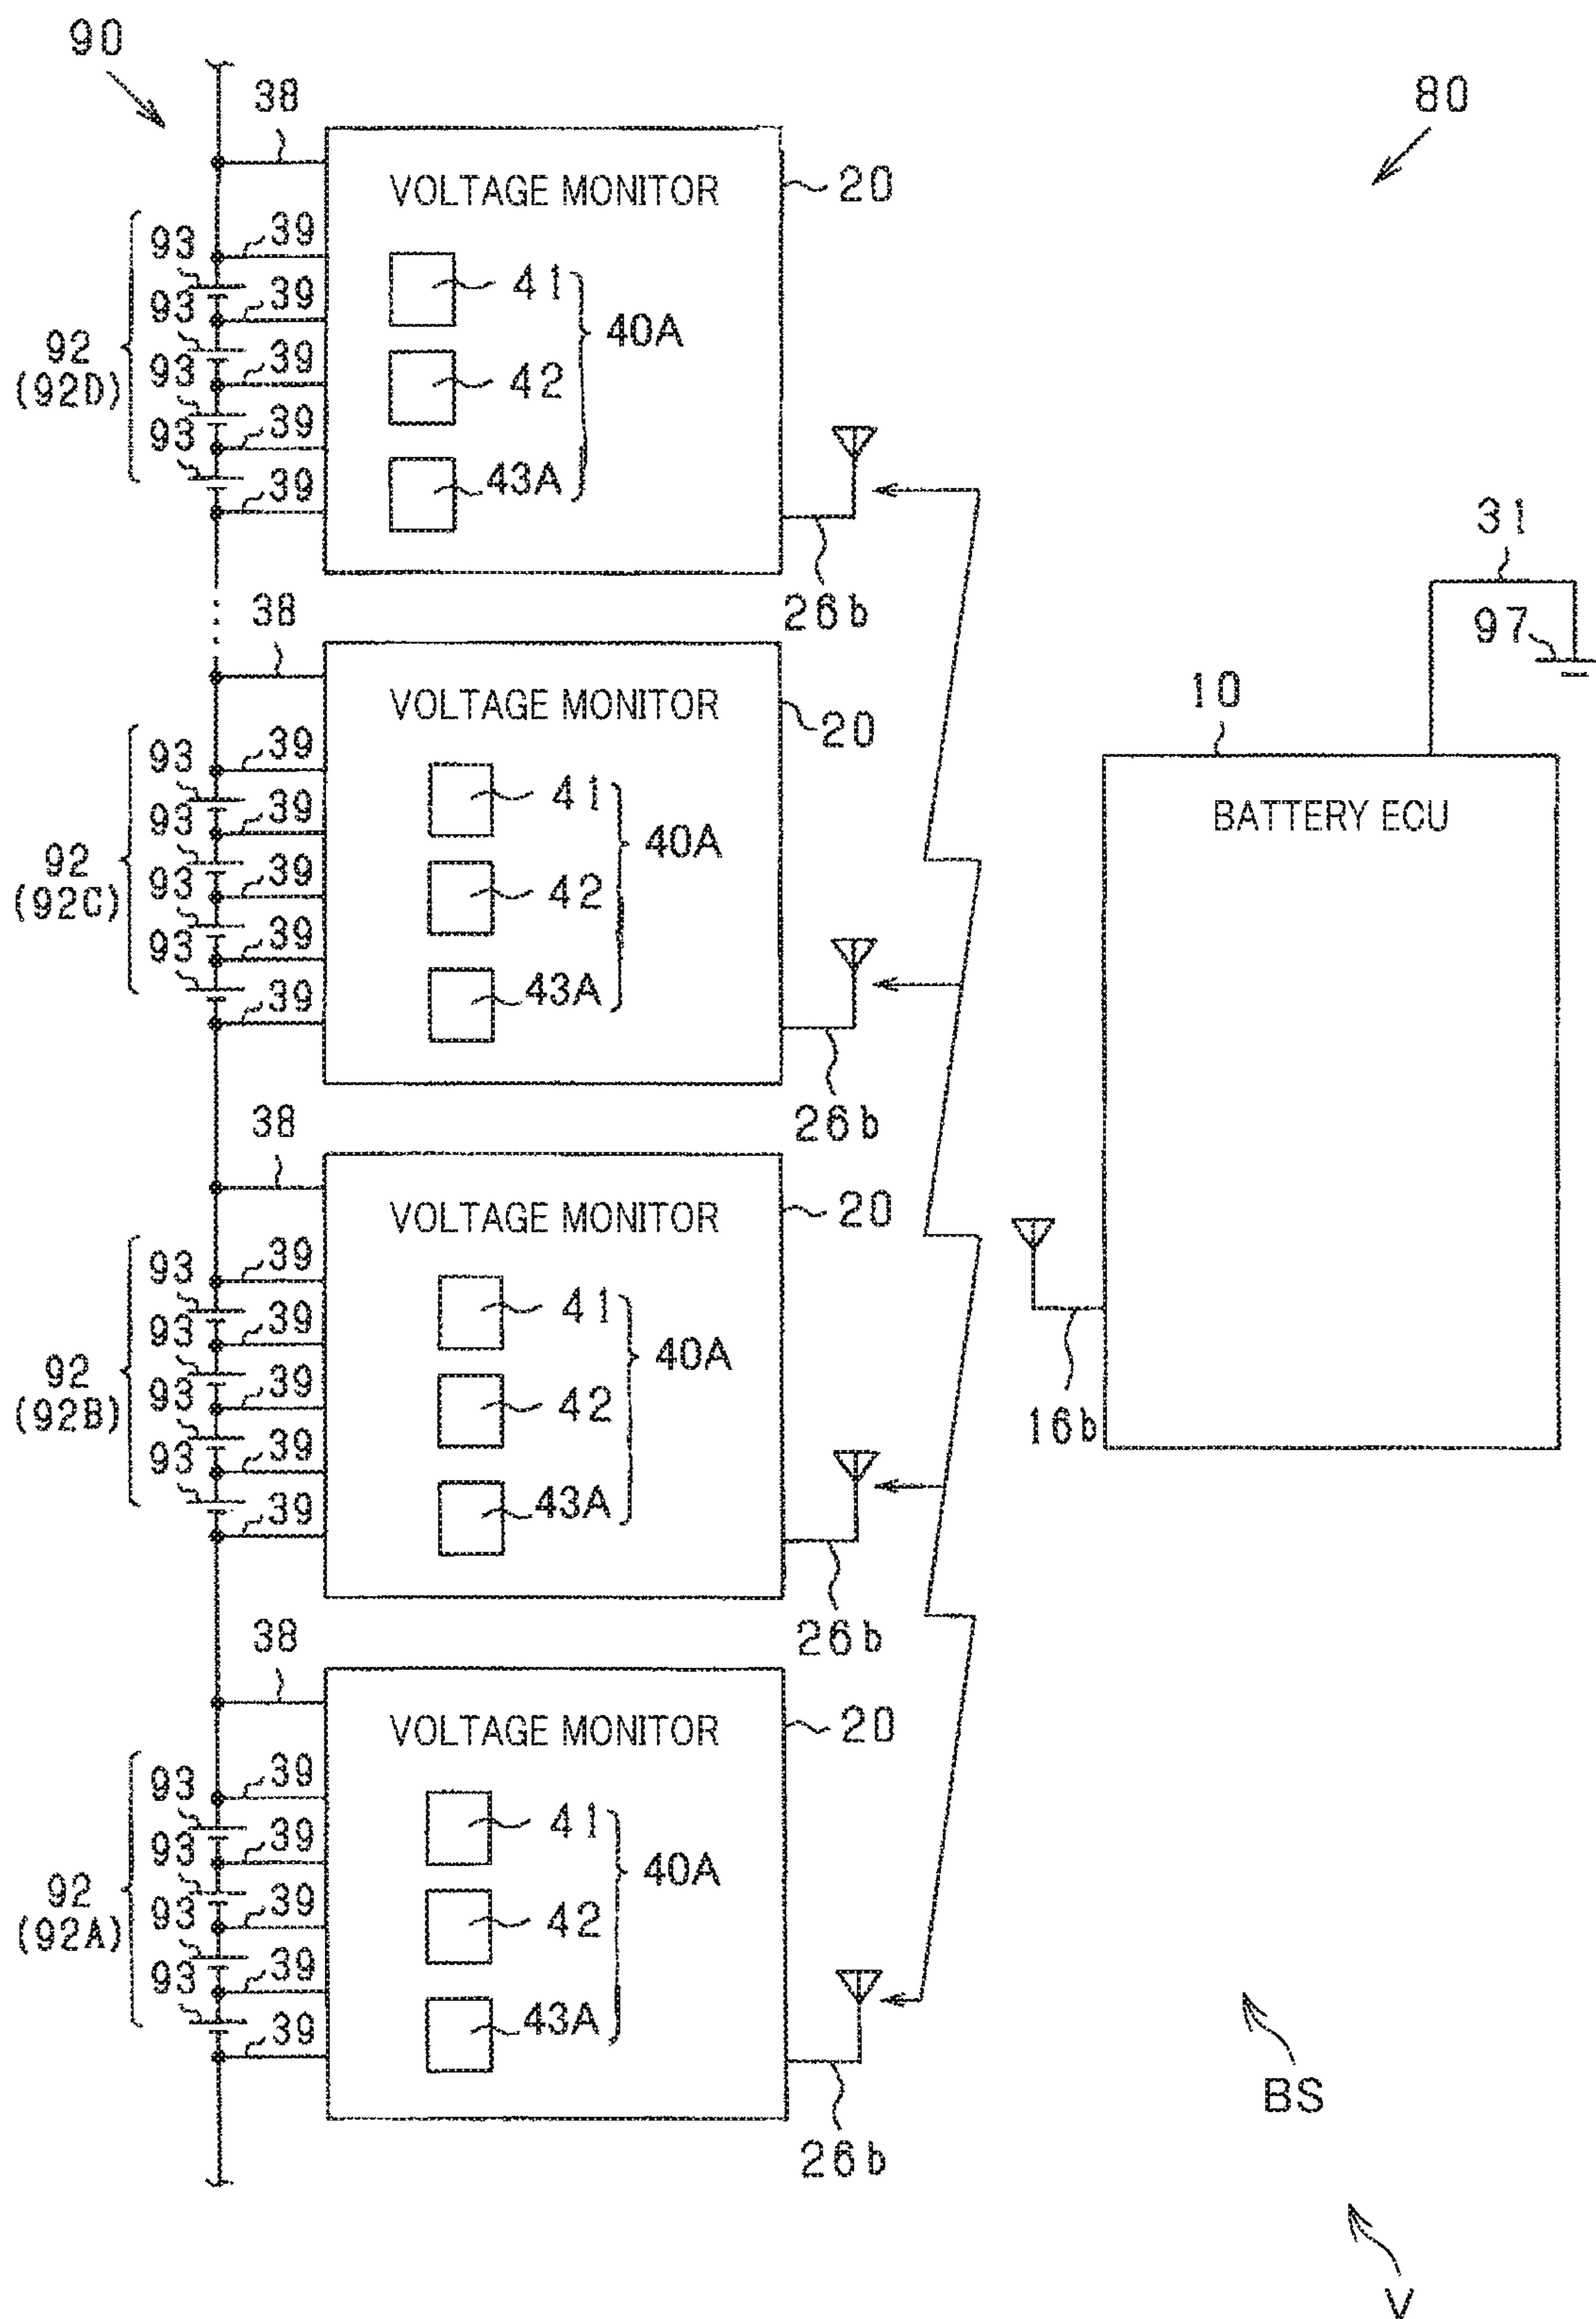 90
80
38
VOLTAGE MONITOR
20
93
39
41
93
39
40A
92
(92D)
93
39
42
93
39
43A
39
26b
31
97
38
VOLTAGE MONITOR
20
10
BATTERY ECU
93
39
41
93
39
40A
92
(92C)
93
39
42
93
39
43A
39
26b
38
VOLTAGE MONITOR
20
93
39
41
93
39
40A
92
(92B)
93
39
42
16b
93
39
43A
39
26b
38
VOLTAGE MONITOR
20
93
39
41
93
39
40A
92
(92A)
93
39
42
93
39
43A
39
26b
BS
V